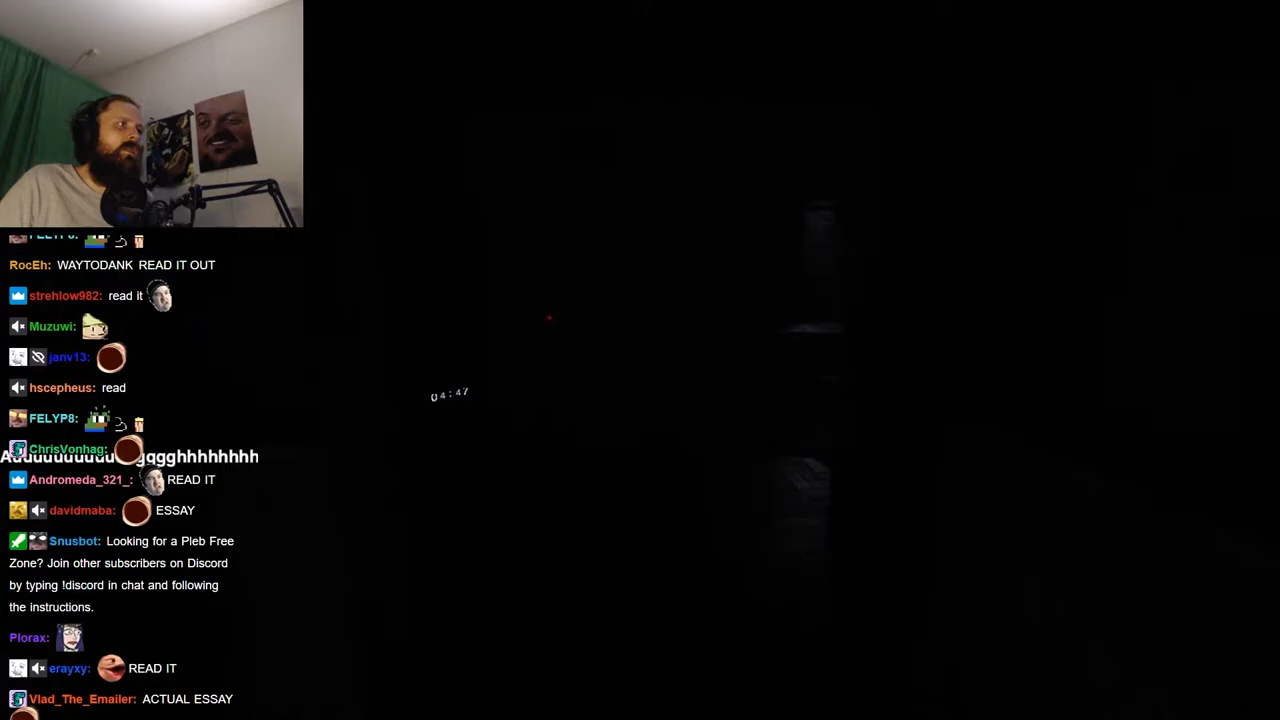 FELYP8:
RocEh: WAYTODANK READ IT OUT
strehlow982: read it
Muzuwi:
janv13:
hscepheus: read
04:47
FELYP8:
ChrisVonhag:
Andromeda_321_: READ IT
davidmaba: ESSAY
Snusbot: Looking for a Pleb Free
Zone? Join other subscribers on Discord
by typing !discord in chat and following
the instructions.
Plorax:
erayxy: READ IT
Vlad_The_Emailer: ACTUAL ESSAY